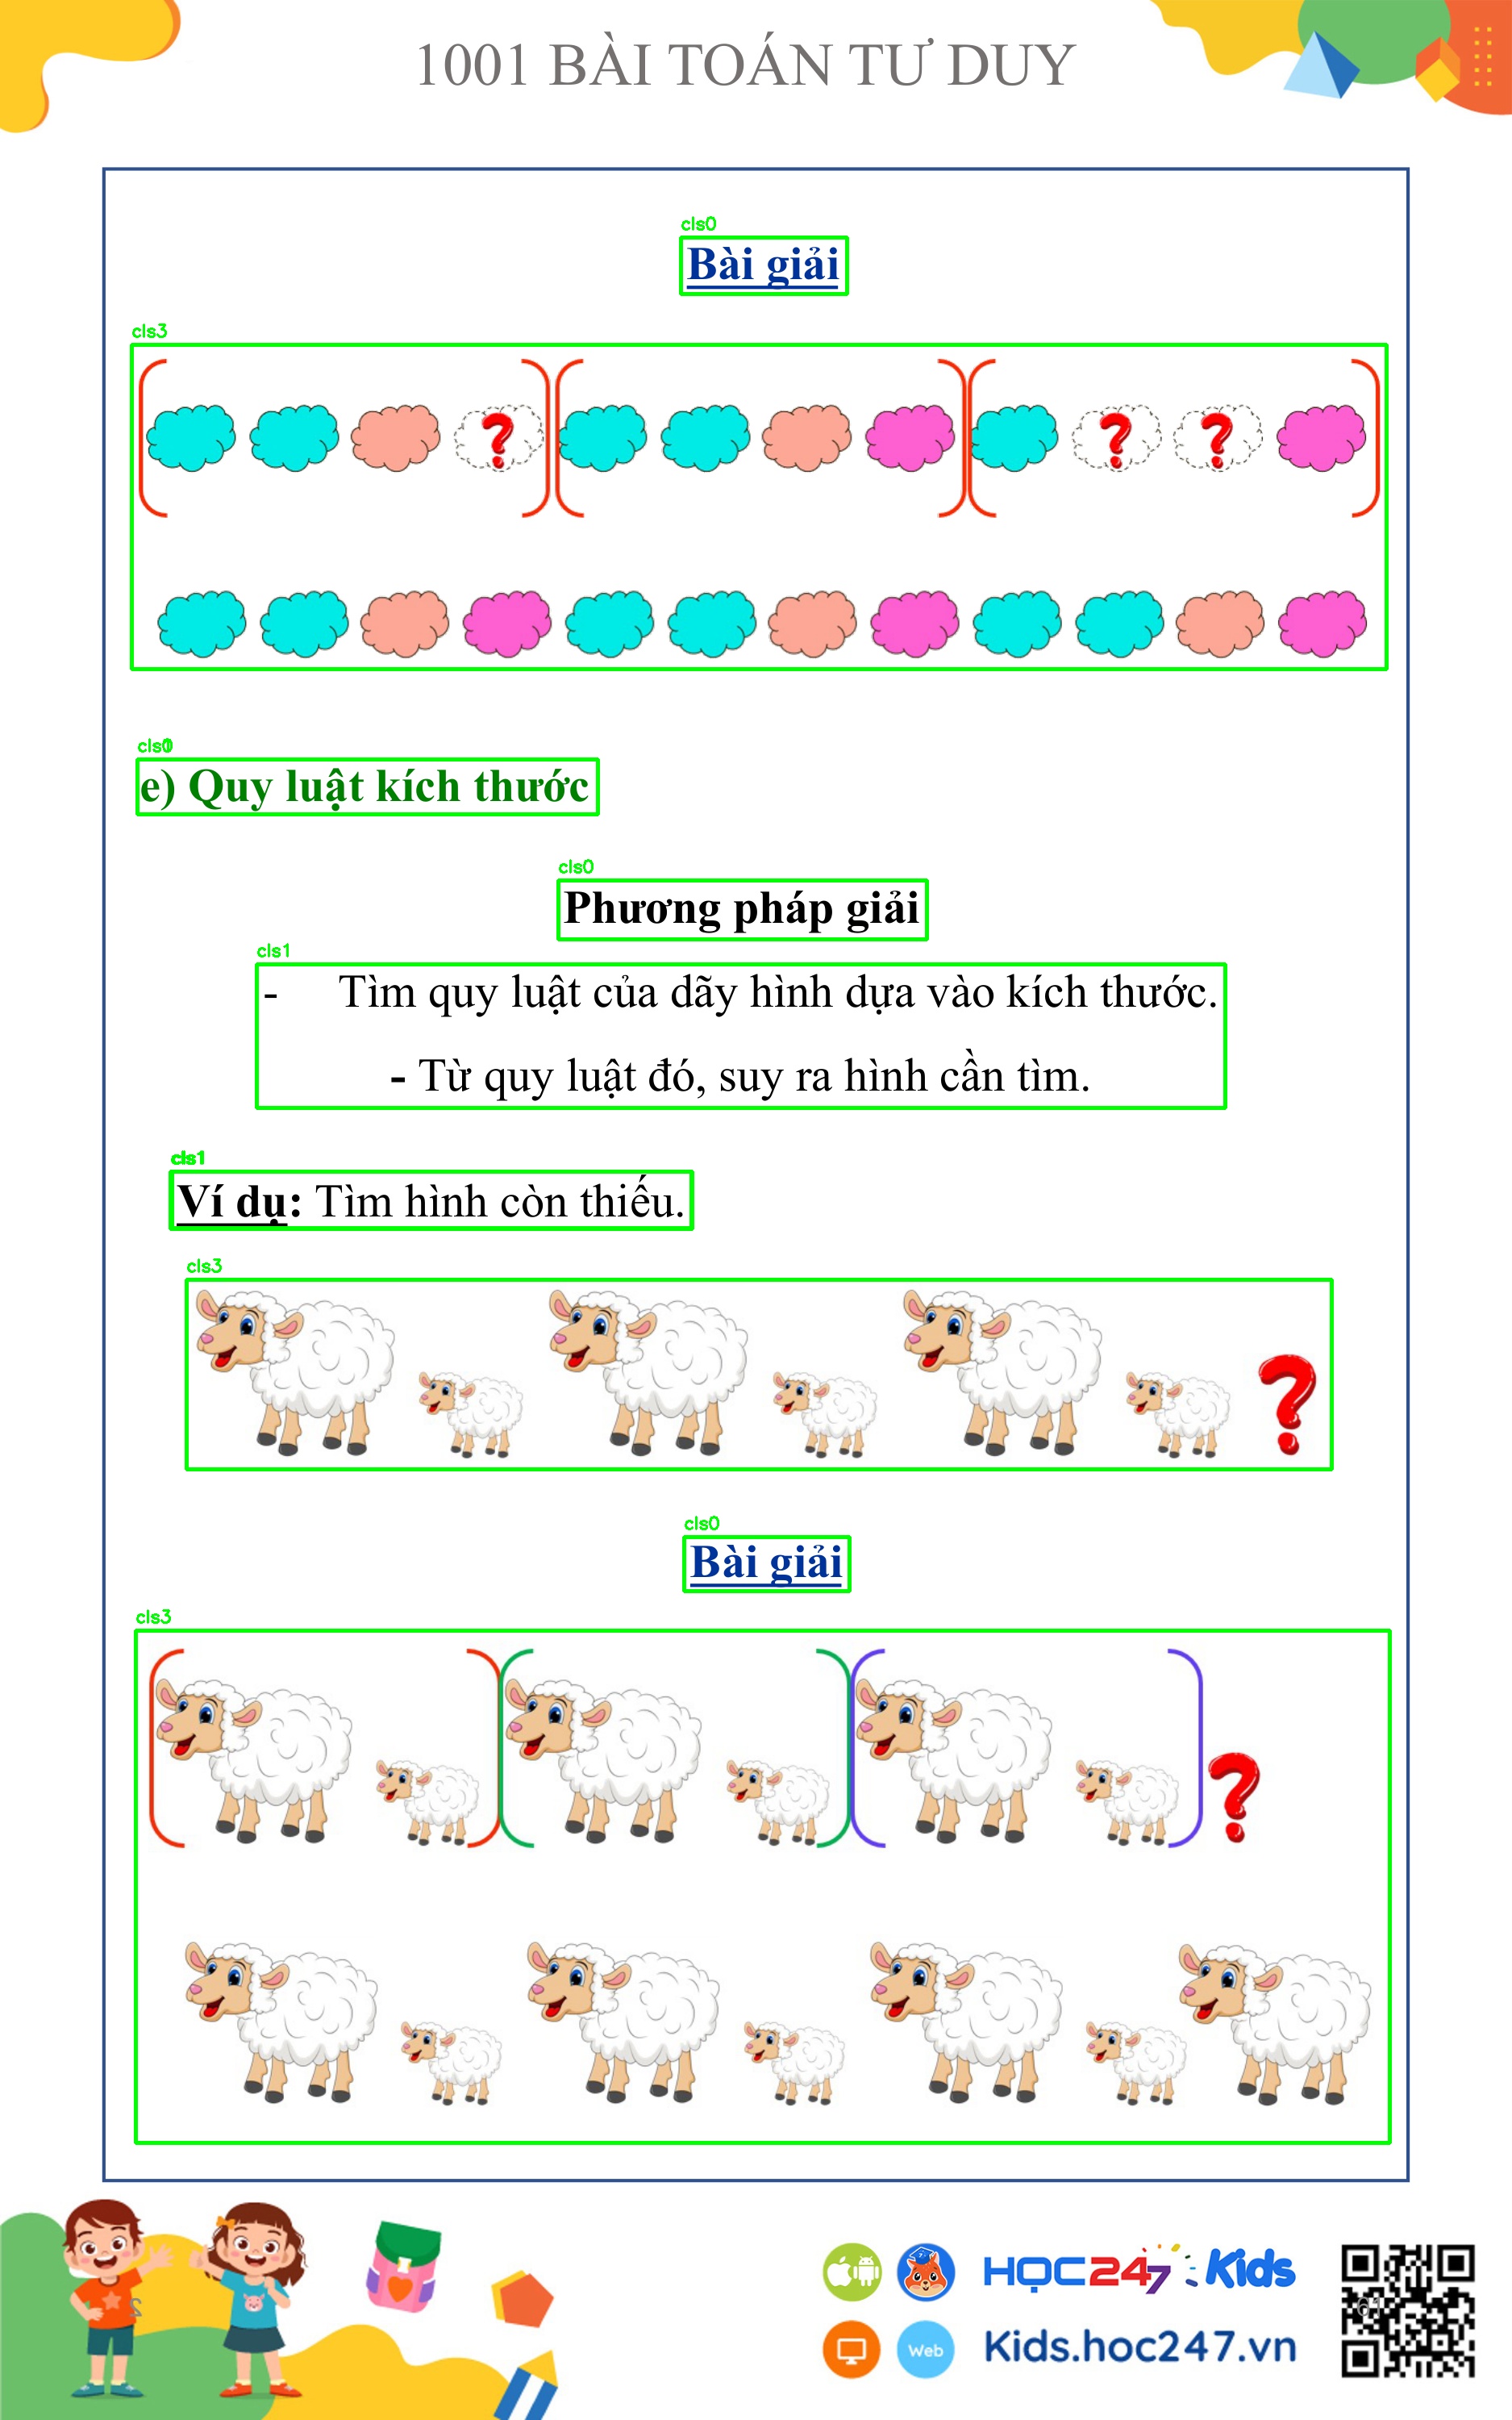 1001 BÀI TOÁN TƯ DUY
cls0
Bài giải
cls3
? ? ?
e) Quy luật kích thước
cls0
Phương pháp giải
cls1
- Tìm quy luật của dãy hình dựa vào kích thước.
- Từ quy luật đó, suy ra hình cần tìm.
cls1
Ví dụ: Tìm hình còn thiếu.
cls3
?
cls0
Bài giải
cls3
?
HỌC247 Kids
Web Kids.hoc247.vn
2
61